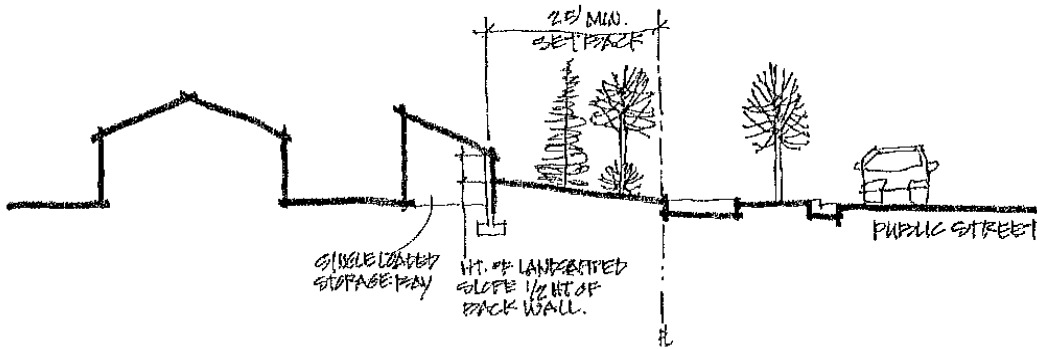 25' MIN.
SETBACK
SINGLE LOADED
STORAGE BAY
HT. OF LANDSCAPED
SLOPE 1/2 HT OF
BACK WALL.
PUBLIC STREET
PL